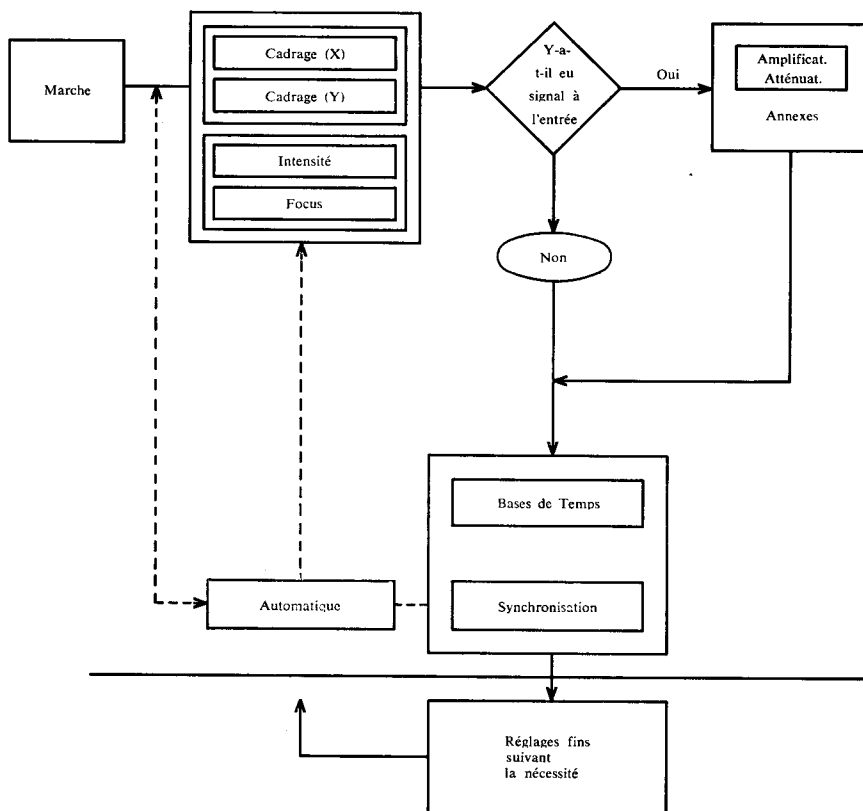 Marche
Cadrage (X)
Cadrage (Y)
Intensité
Focus
Y-a-
t-il eu
signal à
l'entrée
Oui
Amplificat.
Atténuat.
Annexes
Non
Bases de Temps
Automatique
Synchronisation
Réglages fins
suivant
la nécessité